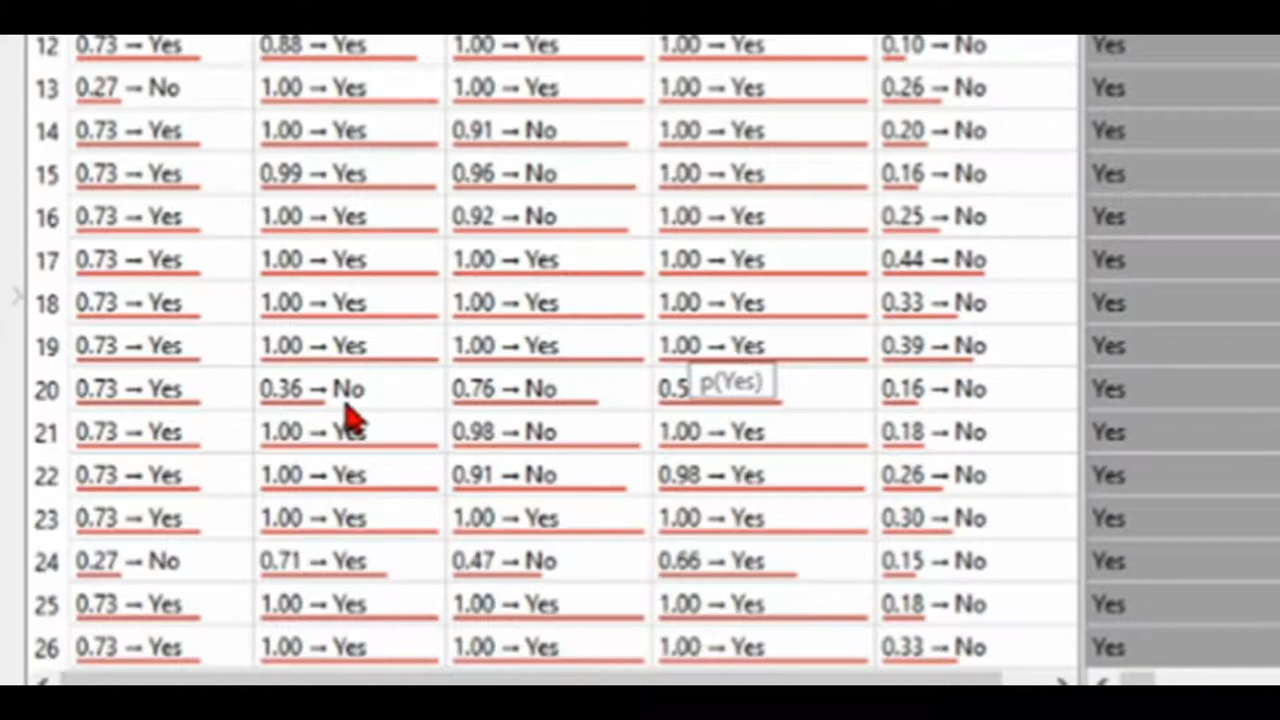 12 0.73 → Yes 0.88 → Yes 1.00 → Yes 1.00 → Yes 0.10 → No Yes
13 0.27 → No 1.00 → Yes 1.00 → Yes 1.00 → Yes 0.26 → No Yes
14 0.73 → Yes 1.00 → Yes 0.91 → No 1.00 → Yes 0.20 → No Yes
15 0.73 → Yes 0.99 → Yes 0.96 → No 1.00 → Yes 0.16 → No Yes
16 0.73 → Yes 1.00 → Yes 0.92 → No 1.00 → Yes 0.25 → No Yes
17 0.73 → Yes 1.00 → Yes 1.00 → Yes 1.00 → Yes 0.44 → No Yes
18 0.73 → Yes 1.00 → Yes 1.00 → Yes 1.00 → Yes 0.33 → No Yes
19 0.73 → Yes 1.00 → Yes 1.00 → Yes 1.00 → Yes 0.39 → No Yes
p(Yes)
20 0.73 → Yes 0.36 → No 0.76 → No 0.5 0.16 → No Yes
21 0.73 → Yes 1.00 → Yes 0.98 → No 1.00 → Yes 0.18 → No Yes
22 0.73 → Yes 1.00 → Yes 0.91 → No 0.98 → Yes 0.26 → No Yes
23 0.73 → Yes 1.00 → Yes 1.00 → Yes 1.00 → Yes 0.30 → No Yes
24 0.27 → No 0.71 → Yes 0.47 → No 0.66 → Yes 0.15 → No Yes
25 0.73 → Yes 1.00 → Yes 1.00 → Yes 1.00 → Yes 0.18 → No Yes
26 0.73 → Yes 1.00 → Yes 1.00 → Yes 1.00 → Yes 0.33 → No Yes